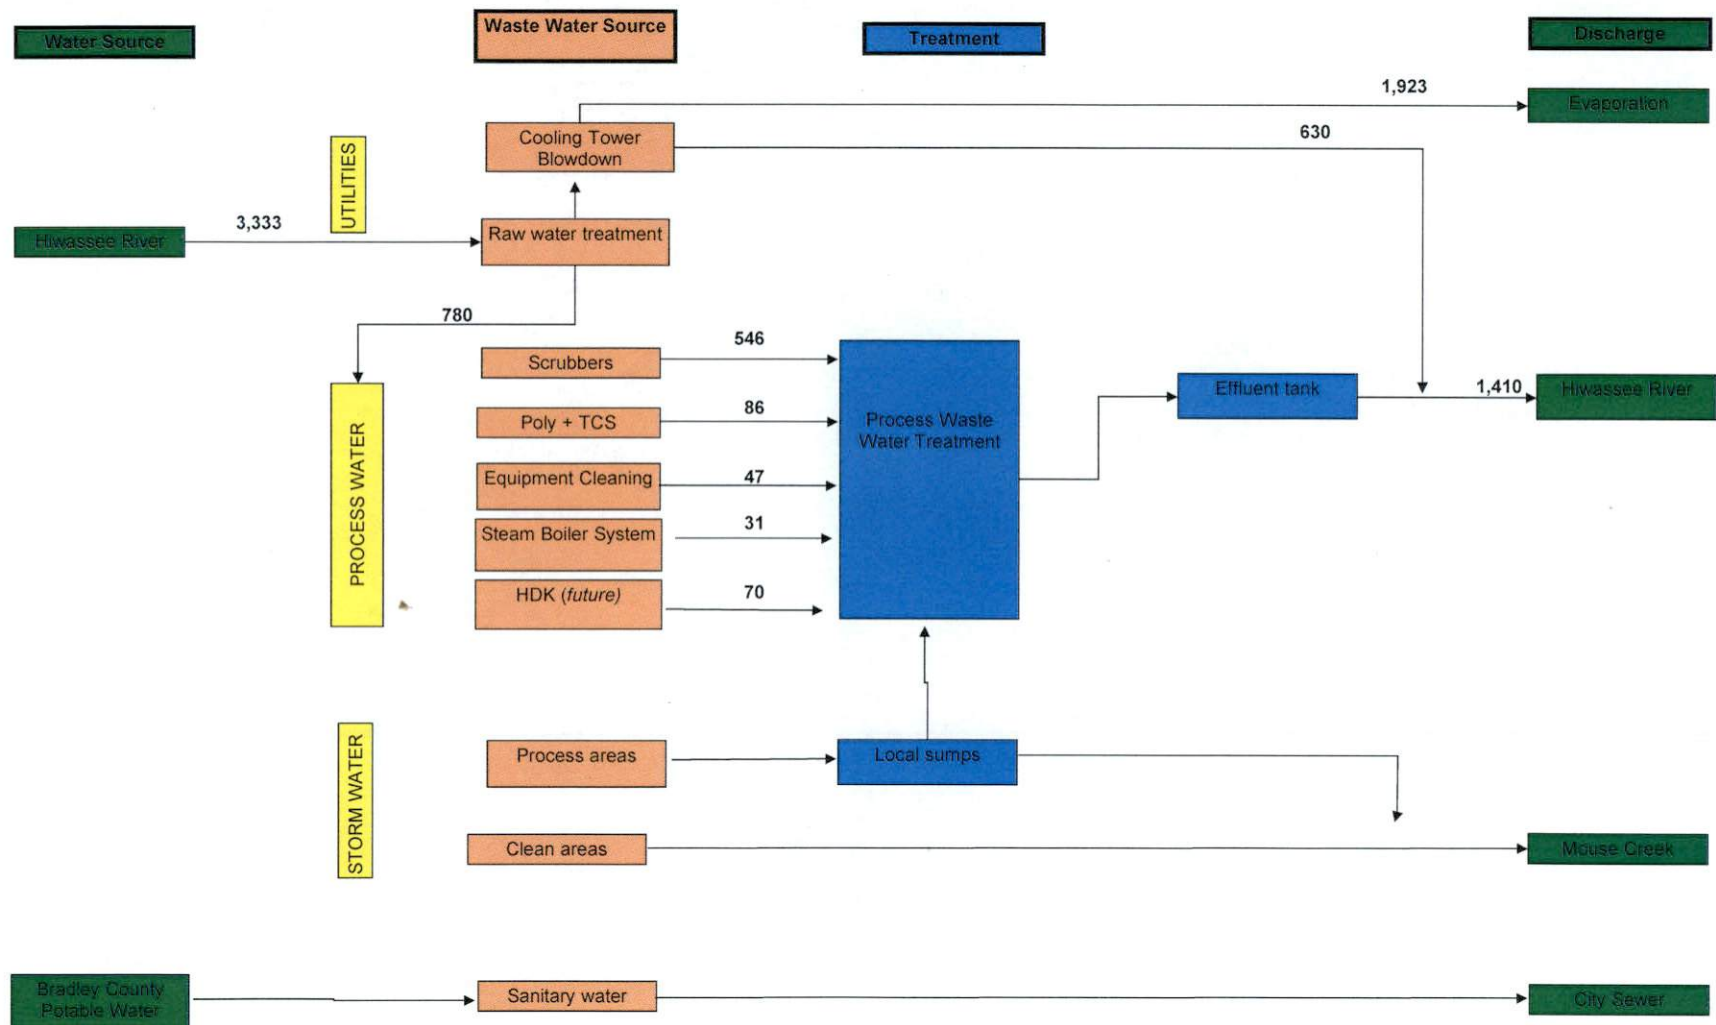 Water Source
Waste Water Source
Treatment
Discharge
1,923
Evaporation
Cooling Tower
Blowdown
630
UTILITIES
3,333
Hiwassee River
Raw water treatment
780
546
Scrubbers
PROCESS WATER
86
Poly + TCS
Process Waste
Water Treatment
Effluent tank
1,410
Hiwassee River
47
Equipment Cleaning
31
Steam Boiler System
70
HDK (future)
STORM WATER
Process areas
Local sumps
Clean areas
Mouse Creek
Bradley County
Potable Water
Sanitary water
City Sewer